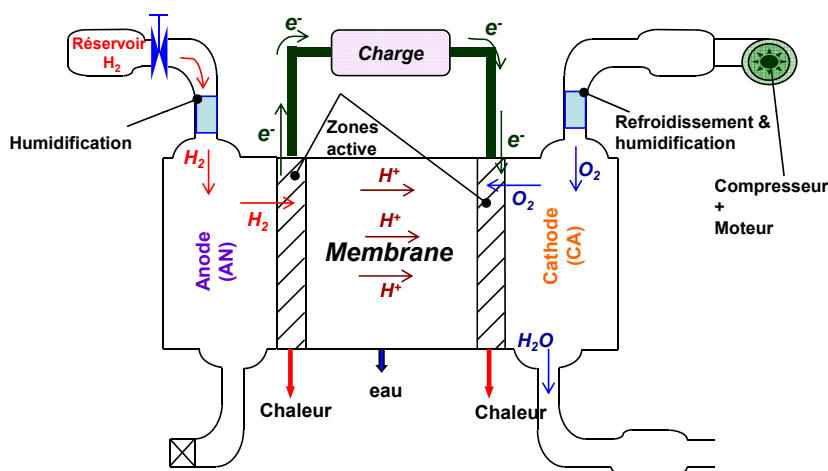 Réservoir
H2
e-
Charge
e-
Humidification
e-
Zones
active
e-
Refroidissement &
humidification
H2
H+
O2
O2
Compresseur
+
Moteur
H2
H+
Anode
(AN)
Membrane
Cathode
(CA)
H+
H2O
eau
Chaleur
Chaleur